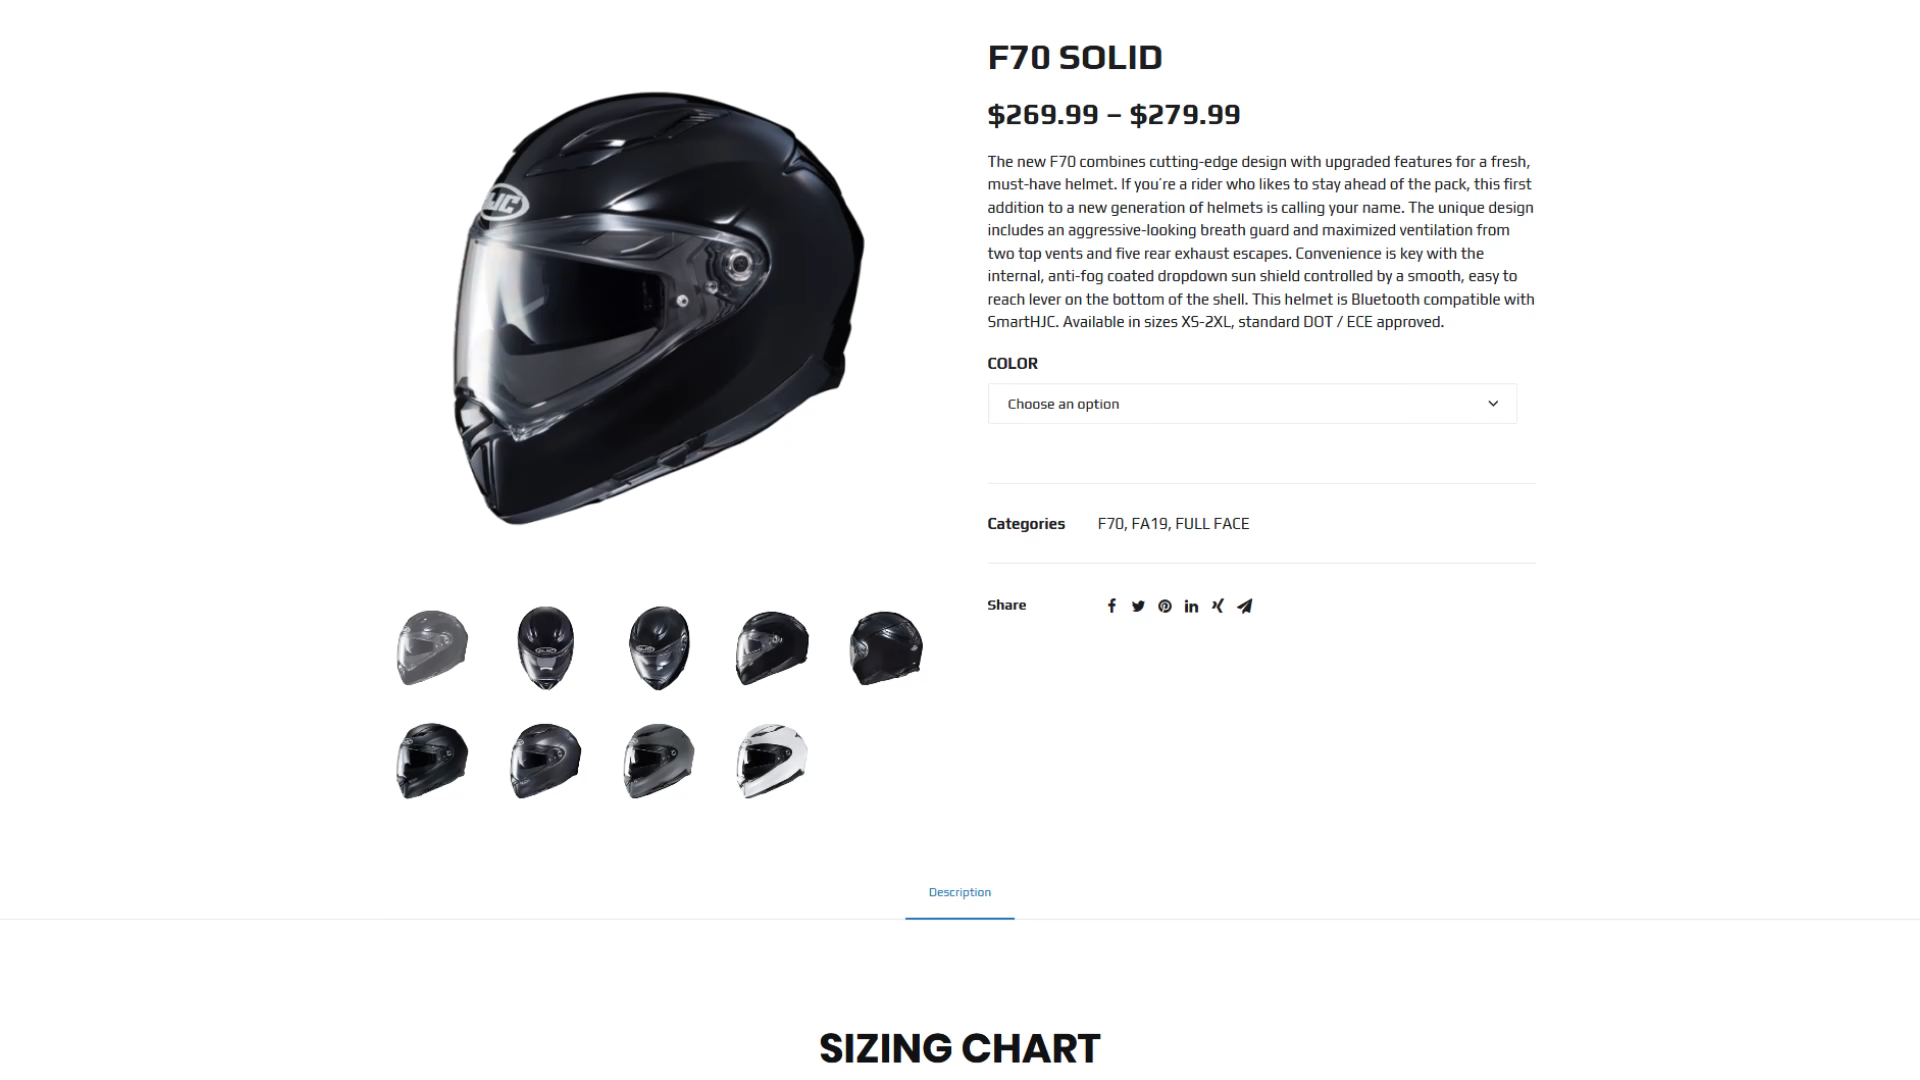 F70 SOLID
$269.99 – $279.99
The new F70 combines cutting-edge design with upgraded features for a fresh,
must-have helmet. If you're a rider who likes to stay ahead of the pack, this first
addition to a new generation of helmets is calling your name. The unique design
includes an aggressive-looking breath guard and maximized ventilation from
two top vents and five rear exhaust escapes. Convenience is key with the
internal, anti-fog coated dropdown sun shield controlled by a smooth, easy to
reach lever on the bottom of the shell. This helmet is Bluetooth compatible with
SmartHJC. Available in sizes XS-2XL, standard DOT / ECE approved.
COLOR
Choose an option
Categories F70, FA19, FULL FACE
Share
HJC
Description
SIZING CHART